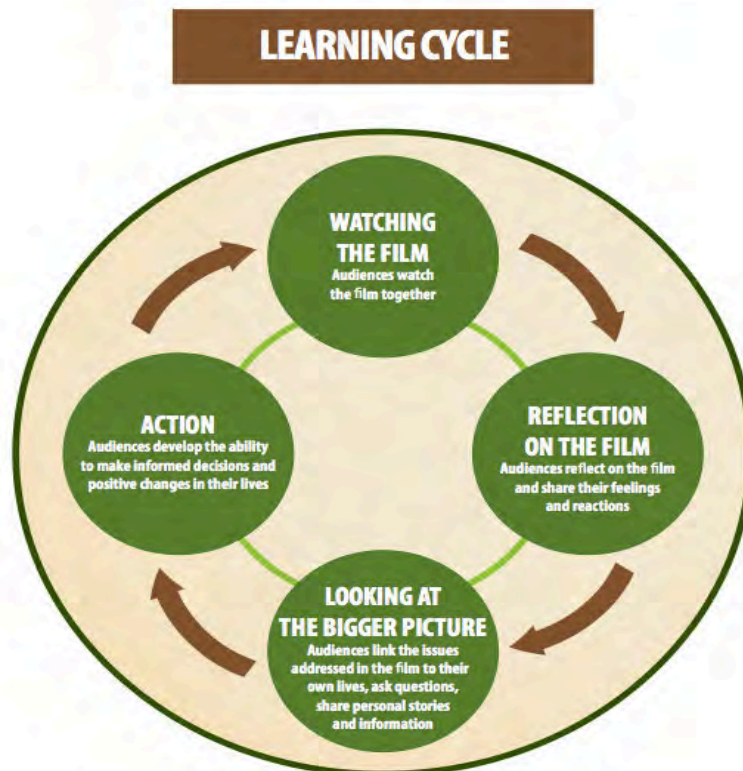 LEARNING CYCLE
WATCHING
THE FILM
Audiences watch
the film together
REFLECTION
ON THE FILM
Audiences reflect on the film
and share their feelings
and reactions
LOOKING AT
THE BIGGER PICTURE
Audiences link the issues
addressed in the film to their
own lives, ask questions,
share personal stories
and information
ACTION
Audiences develop the ability
to make informed decisions and
positive changes in their lives